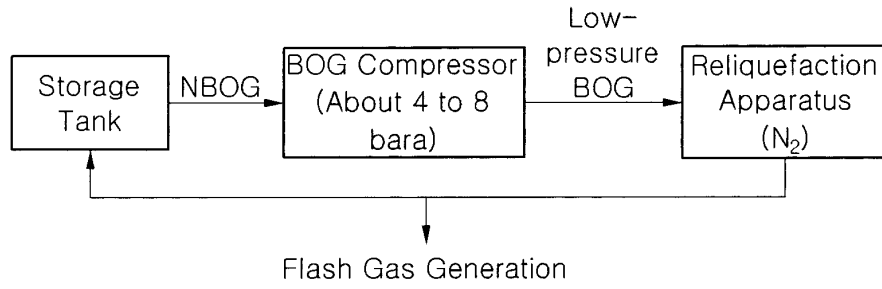 Storage
Tank
NBOG
BOG Compressor
(About 4 to 8
bara)
Low-
pressure
BOG
Reliquefaction
Apparatus
(N₂)
Flash Gas Generation